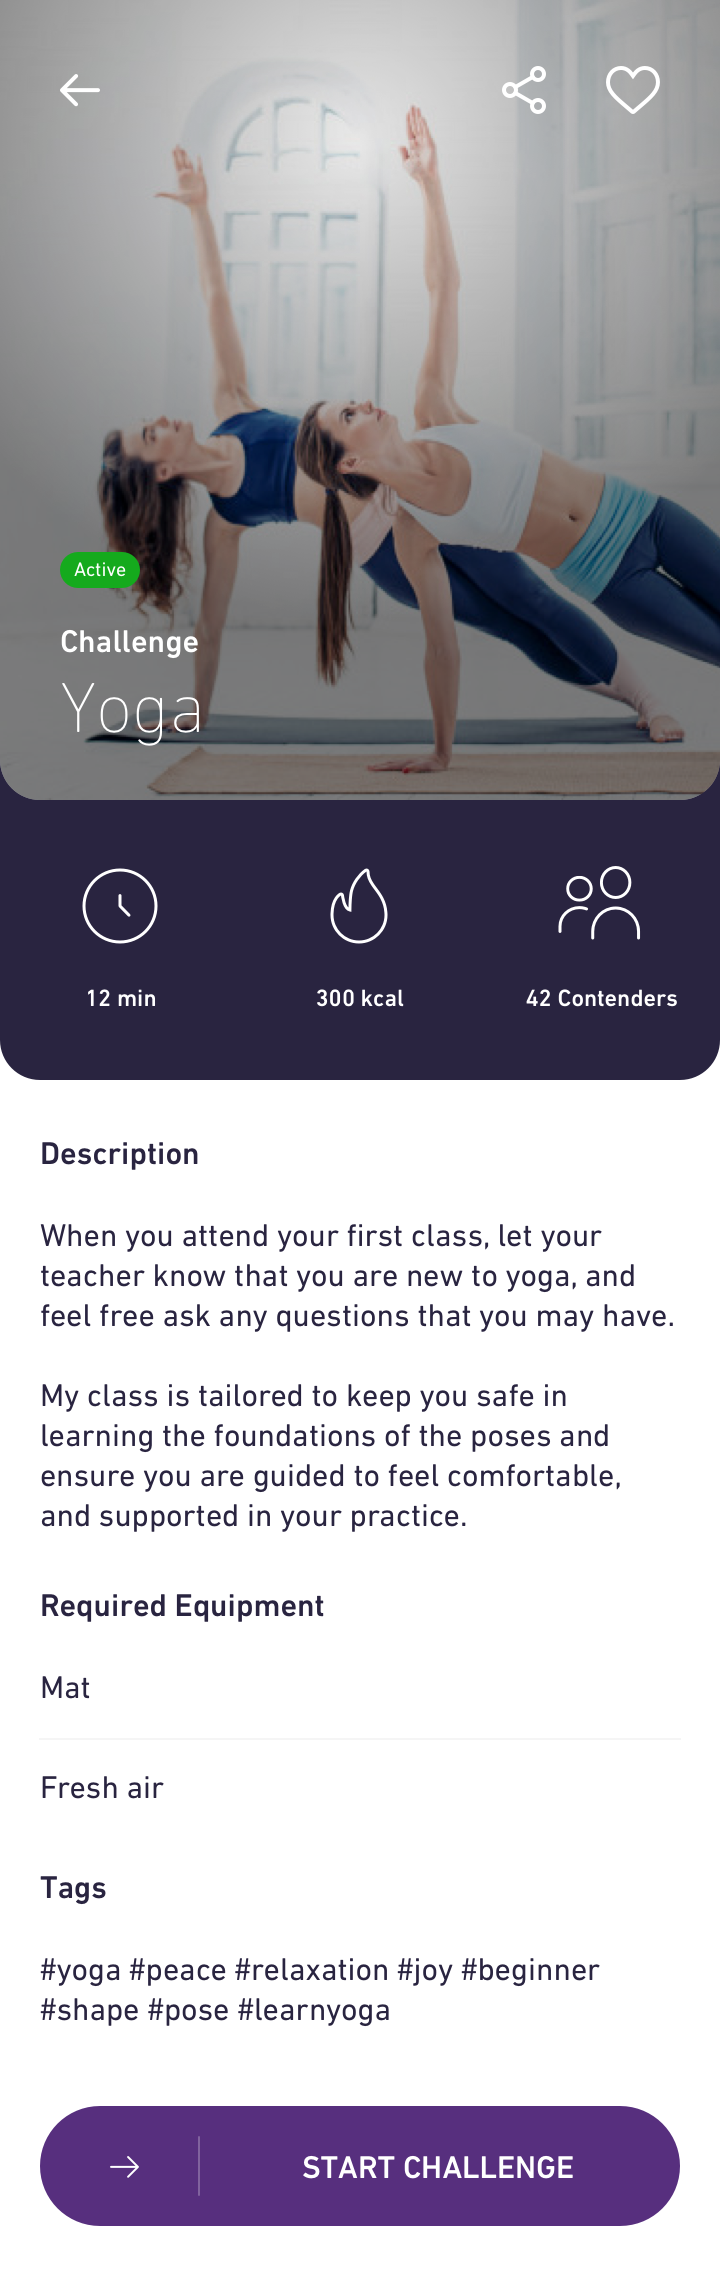 Active
Challenge
Yoga
12 min
300 kcal
42 Contenders
Description
When you attend your first class, let your
teacher know that you are new to yoga, and
feel free ask any questions that you may have.
My class is tailored to keep you safe in
learning the foundations of the poses and
ensure you are guided to feel comfortable,
and supported in your practice.
Required Equipment
Mat
Fresh air
Tags
#yoga #peace #relaxation #joy #beginner
#shape #pose #learnyoga
START CHALLENGE